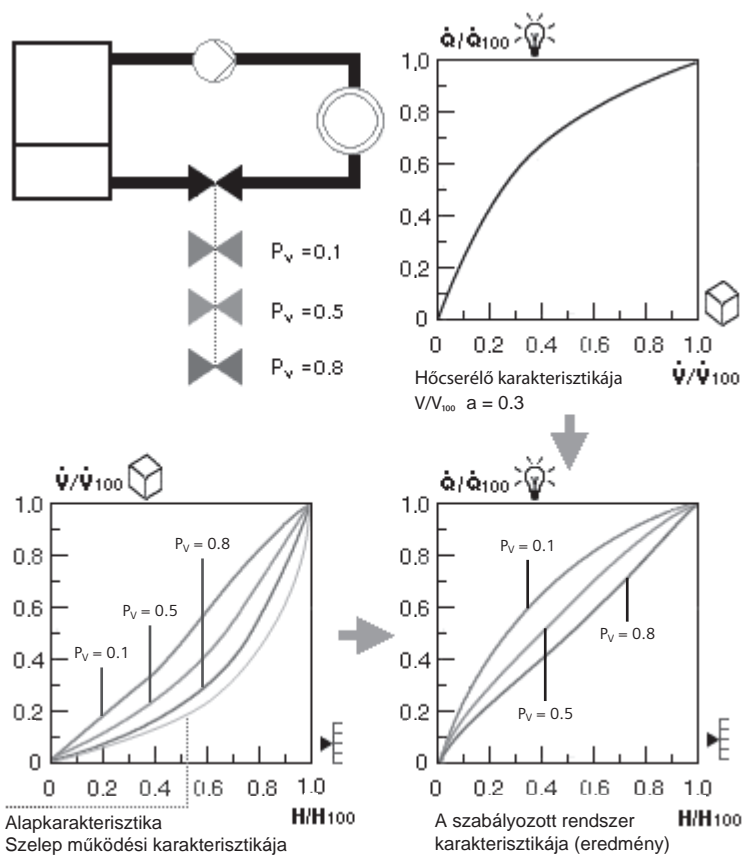 Q̇/Q̇100
1.0
0.8
0.6
0.4
0.2
0
0 0.2 0.4 0.6 0.8 1.0
V̇/V̇100
Pv =0.1
Pv =0.5
Pv =0.8
Hőcserélő karakterisztikája
V/V100 a = 0.3
V̇/V̇100
1.0
0.8
0.6
0.4
0.2
0
PV = 0.8
PV = 0.5
PV = 0.1
0 0.2 0.4 0.6 0.8 1.0
H/H100
Alapkarakterisztika
Szelep működési karakterisztikája
Q̇/Q̇100
1.0
0.8
0.6
0.4
0.2
0
PV = 0.1
PV = 0.8
PV = 0.5
0 0.2 0.4 0.6 0.8 1.0
H/H100
A szabályozott rendszer
karakterisztikája (eredmény)